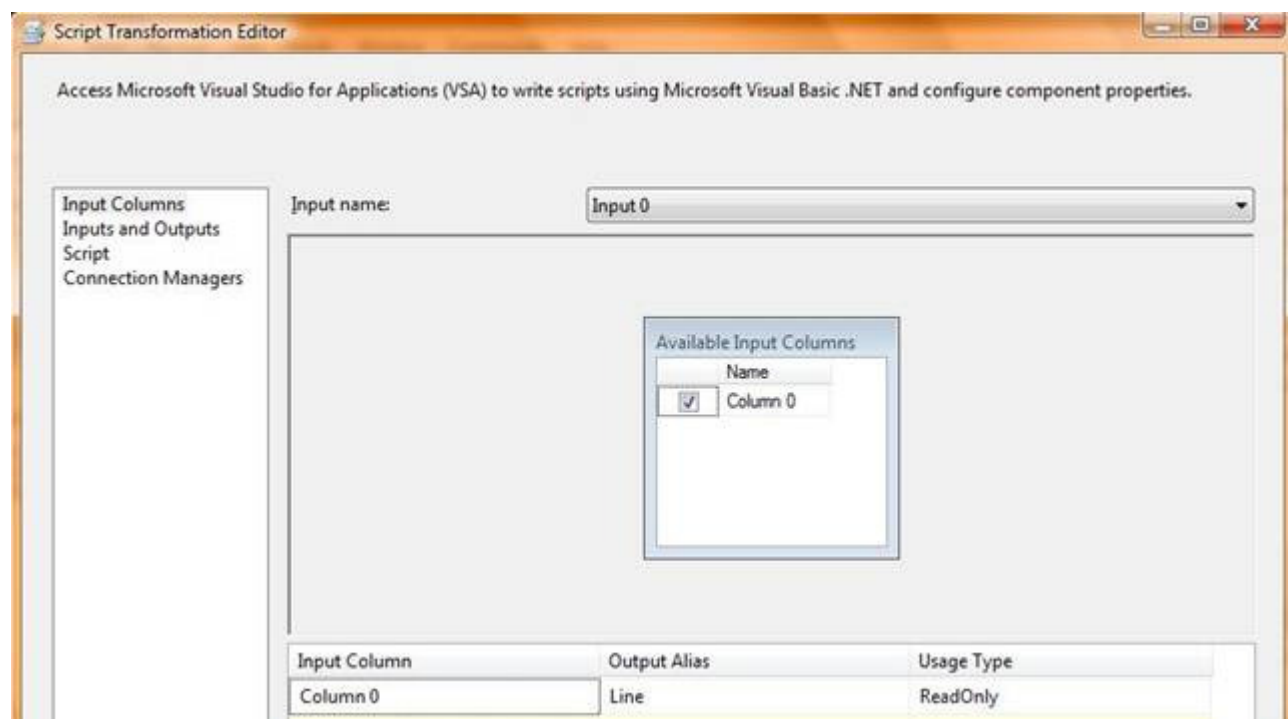 Script Transformation Editor
Access Microsoft Visual Studio for Applications (VSA) to write scripts using Microsoft Visual Basic .NET and configure component properties.
Input Columns
Inputs and Outputs
Script
Connection Managers
Input name:
Input 0
Available Input Columns
Name
Column 0
Input Column
Output Alias
Usage Type
Column 0
Line
ReadOnly